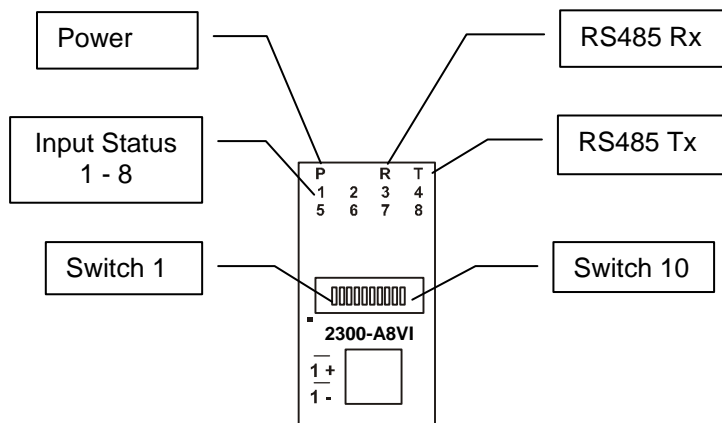 Power
RS485 Rx
Input Status
1 - 8
RS485 Tx
P R T
1 2 3 4
5 6 7 8
Switch 1
Switch 10
2300-A8VI
1 +
1 -